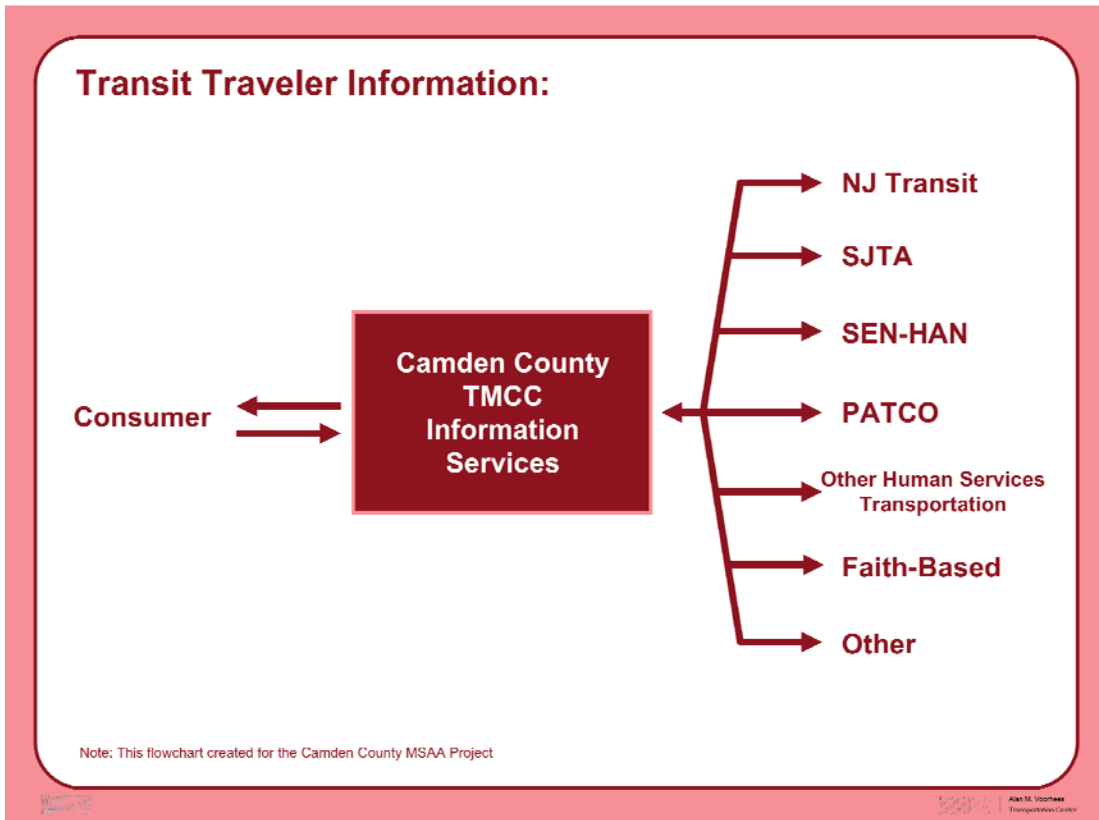 Transit Traveler Information:
NJ Transit
SJTA
SEN-HAN
Camden County
TMCC
Information
Services
Consumer
PATCO
Other Human Services
Transportation
Faith-Based
Other
Note: This flowchart created for the Camden County MSAA Project
Alan M. Voorhees
Transportation Center